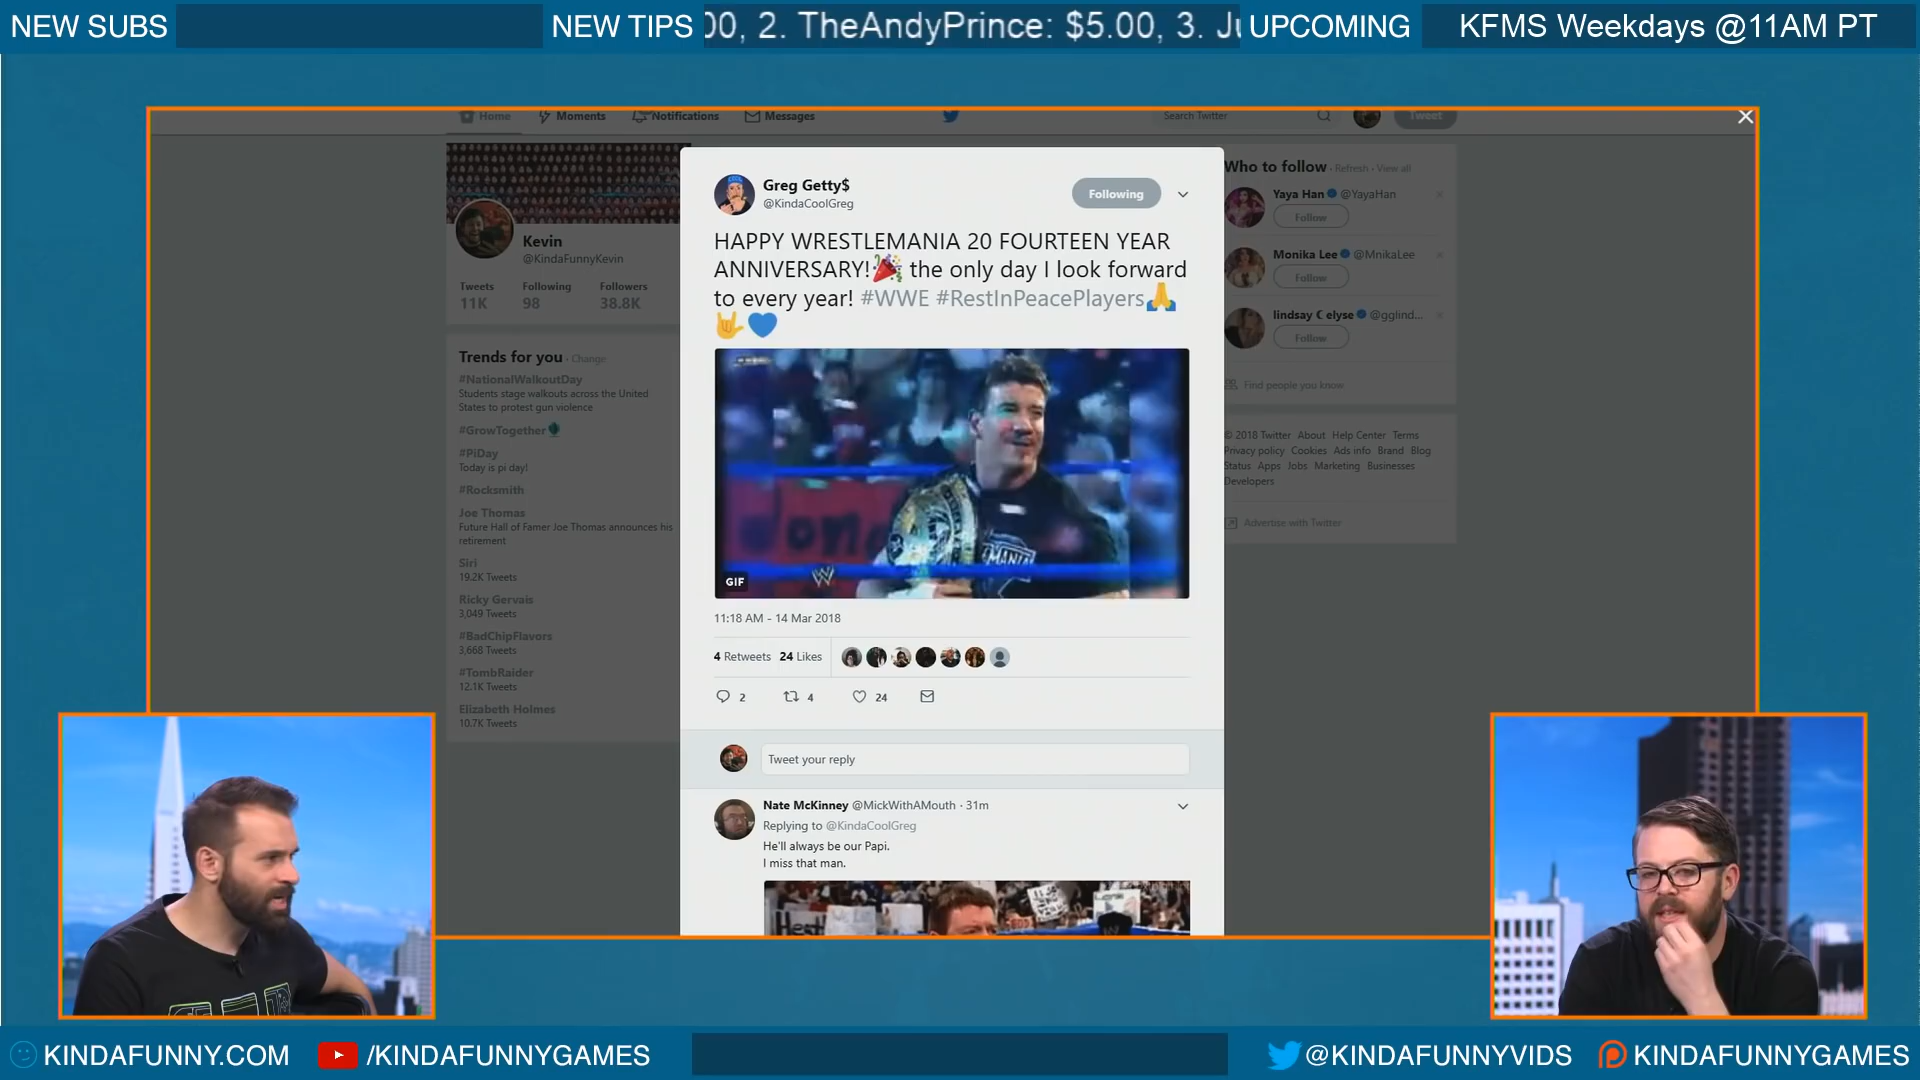 NEW SUBS
NEW TIPS
00, 2. TheAndyPrince: $5.00, 3. Ju
UPCOMING
KFMS Weekdays @11AM PT
Home
Moments
Notifications
Messages
Search Twitter
Tweet
Kevin
@KindaFunnyKevin
Tweets Following Followers
11K 98 38.8K
Trends for you · Change
#NationalWalkoutDay
Students stage walkouts across the United
States to protest gun violence
#GrowTogether
#PiDay
Today is pi day!
#Rocksmith
Joe Thomas
Future Hall of Famer Joe Thomas announces his
retirement
Siri
19.2K Tweets
Ricky Gervais
3,049 Tweets
#BadChipFlavors
3,668 Tweets
#TombRaider
12.1K Tweets
Elizabeth Holmes
10.7K Tweets
Greg Getty$
@KindaCoolGreg
Following
HAPPY WRESTLEMANIA 20 FOURTEEN YEAR
ANNIVERSARY!🎉 the only day I look forward
to every year! #WWE #RestInPeacePlayers🙏
🤟💙
GIF
11:18 AM - 14 Mar 2018
4 Retweets 24 Likes
2 4 24
Tweet your reply
Nate McKinney @MickWithAMouth · 31m
Replying to @KindaCoolGreg
He'll always be our Papi.
I miss that man.
Who to follow · Refresh · View all
Yaya Han @YayaHan
Follow
Monika Lee @MnikaLee
Follow
lindsay ☾ elyse @gglind...
Follow
Find people you know
© 2018 Twitter About Help Center Terms
Privacy policy Cookies Ads info Brand Blog
Status Apps Jobs Marketing Businesses
Developers
Advertise with Twitter
KINDAFUNNY.COM
/KINDAFUNNYGAMES
@KINDAFUNNYVIDS
KINDAFUNNYGAMES